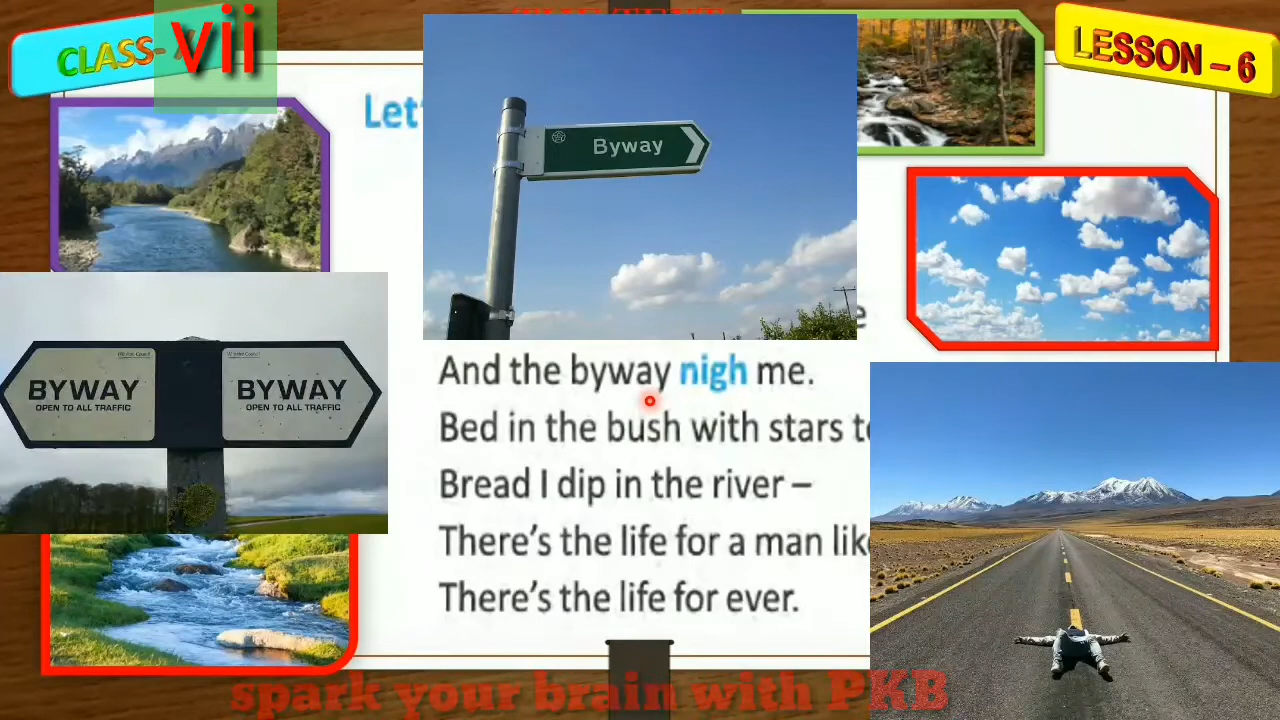 CLASS- vii
LESSON – 6
Let'
Byway
BYWAY
OPEN TO ALL TRAFFIC
BYWAY
OPEN TO ALL TRAFFIC
And the byway nigh me.
Bed in the bush with stars
Bread I dip in the river –
There's the life for a man
There's the life for ever.
spark your brain with PKB